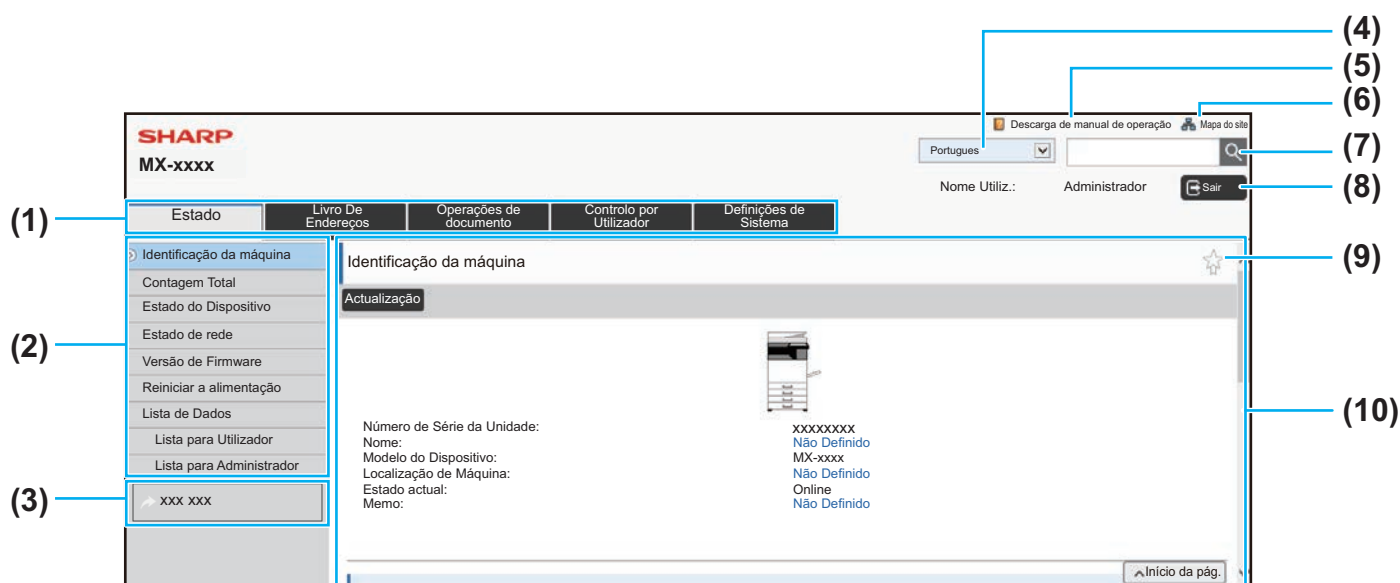 (4)
(5)
(6)
Descarga de manual de operação Mapa do site
SHARP
Portugues
(7)
MX-xxxx
Nome Utiliz.: Administrador Sair
(8)
(1)
Estado
Livro De
Endereços
Operações de
documento
Controlo por
Utilizador
Definições de
Sistema
Identificação da máquina
Contagem Total
Estado do Dispositivo
Estado de rede
Versão de Firmware
Reiniciar a alimentação
Lista de Dados
Lista para Utilizador
Lista para Administrador
(2)
xxx xxx
(3)
Identificação da máquina
(9)
Actualização
Número de Série da Unidade: xxxxxxxx
Nome: Não Definido
Modelo do Dispositivo: MX-xxxx
Localização de Máquina: Não Definido
Estado actual: Online
Memo: Não Definido
(10)
Início da pág.